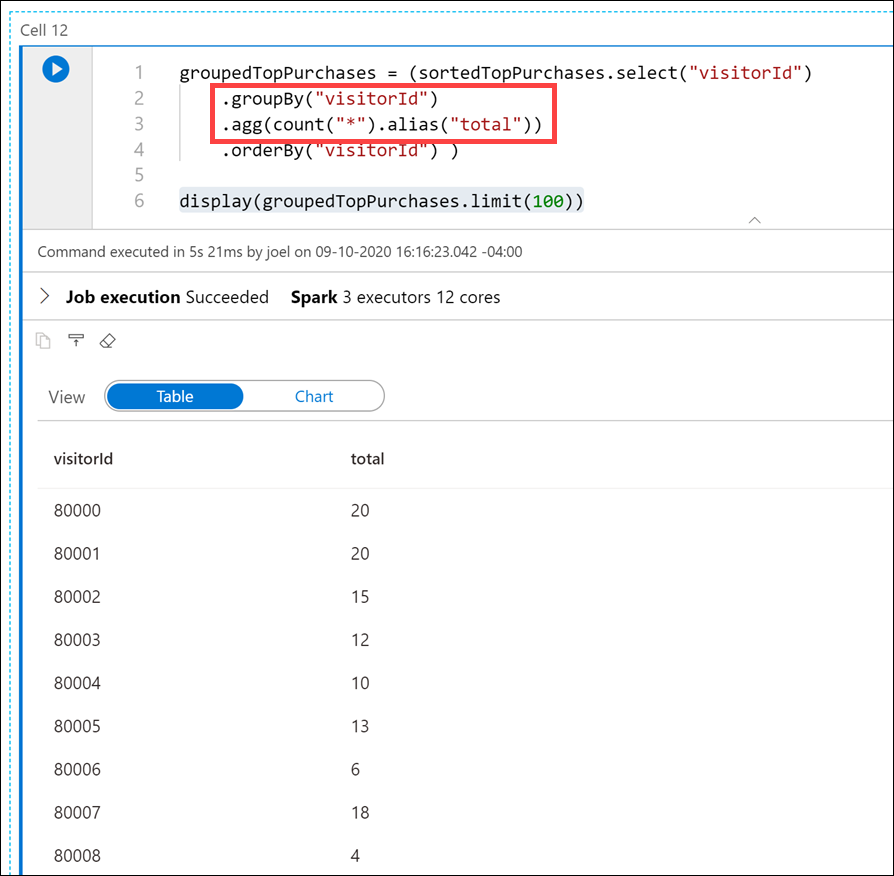 Cell 12
1 groupedTopPurchases = (sortedTopPurchases.select("visitorId")
2 .groupBy("visitorId")
3 .agg(count("*").alias("total"))
4 .orderBy("visitorId") )
5
6 display(groupedTopPurchases.limit(100))
Command executed in 5s 21ms by joel on 09-10-2020 16:16:23.042 -04:00
Job execution Succeeded Spark 3 executors 12 cores
View Table Chart
visitorId total
80000 20
80001 20
80002 15
80003 12
80004 10
80005 13
80006 6
80007 18
80008 4